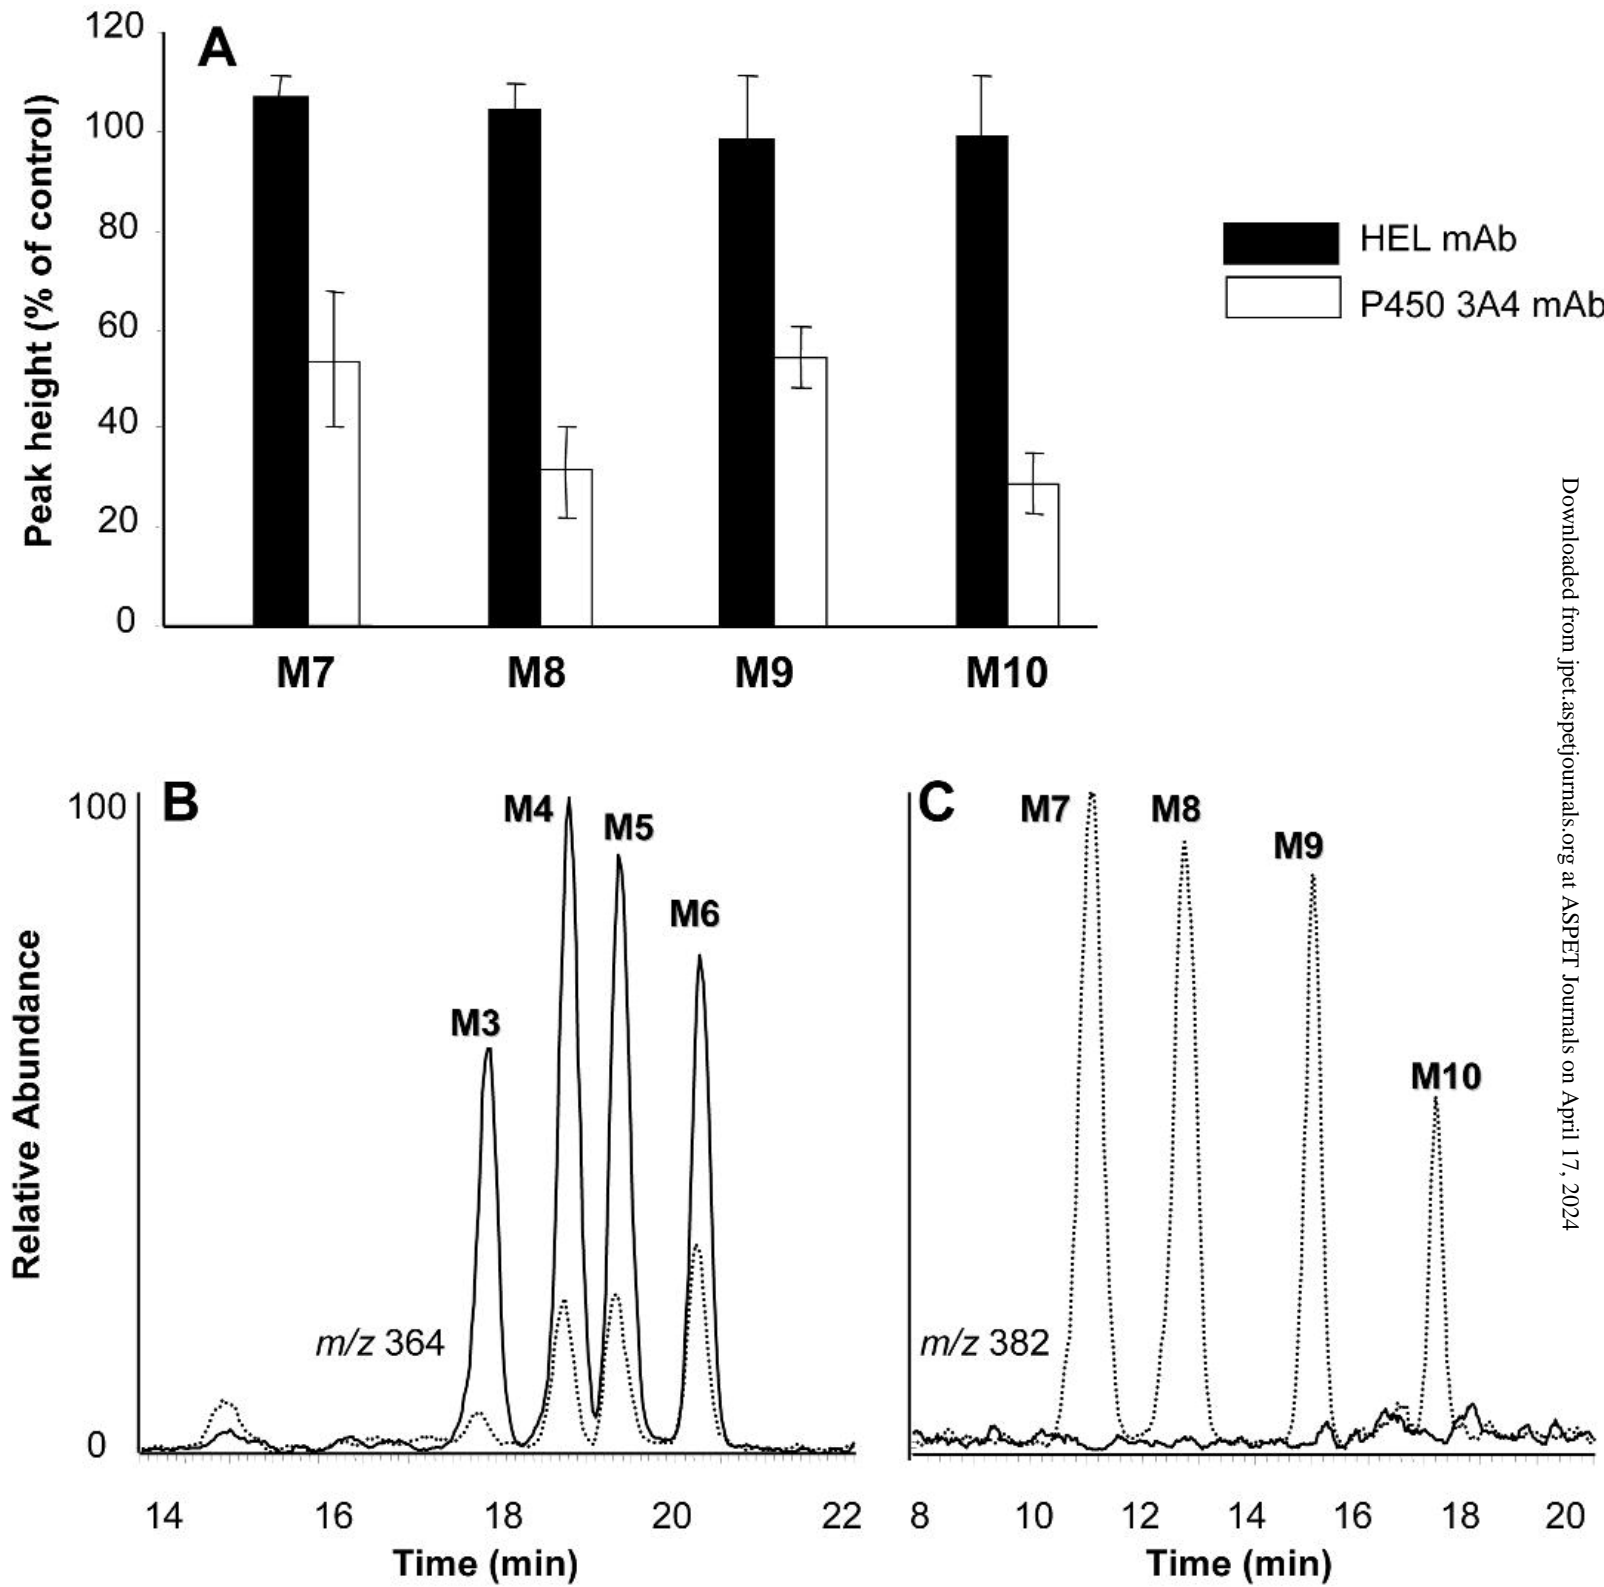 A
120
100
80
60
40
20
0
Peak height (% of control)
M7 M8 M9 M10
HEL mAb
P450 3A4 mAb
B
100
0
Relative Abundance
M3
M4
M5
M6
m/z 364
14 16 18 20 22
Time (min)
C
M7
M8
M9
M10
m/z 382
8 10 12 14 16 18 20
Time (min)
Downloaded from jpet.aspetjournals.org at ASPET Journals on April 17, 2024